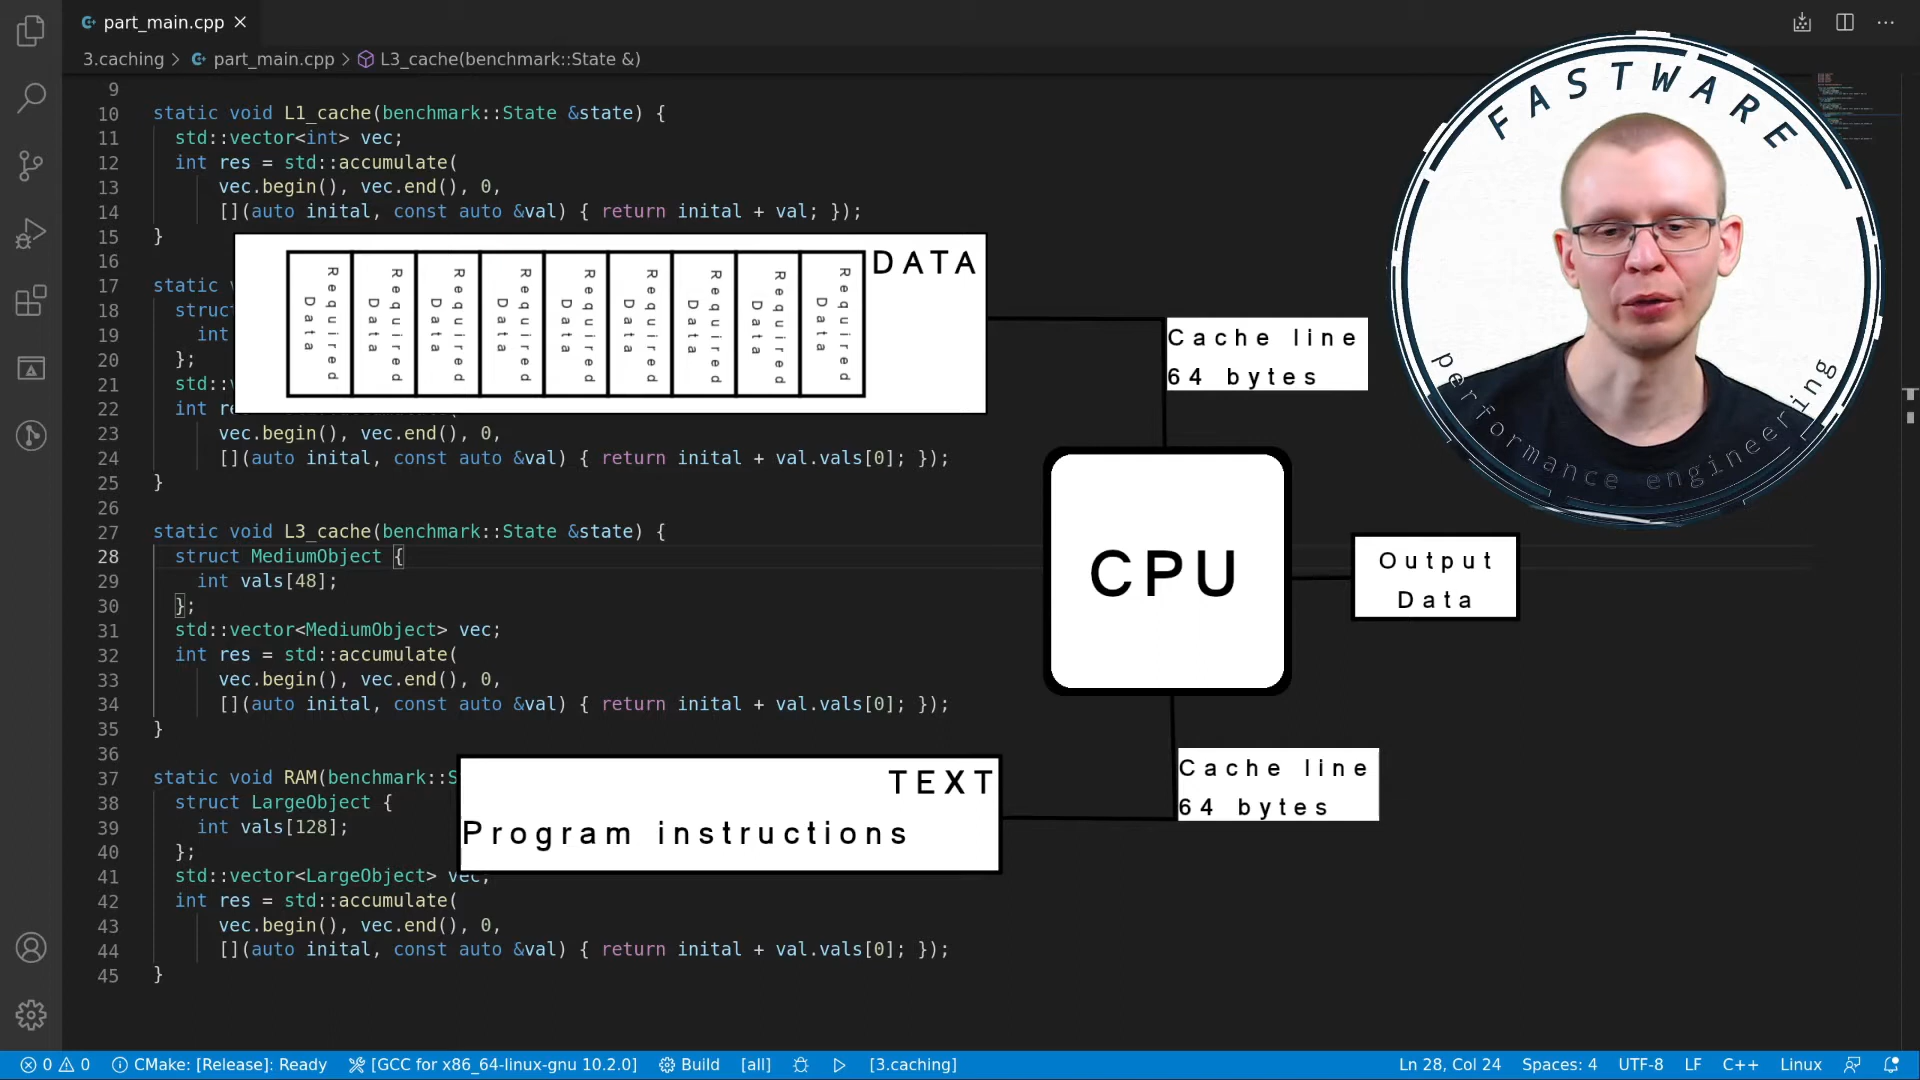 part_main.cpp
3.caching > part_main.cpp > L3_cache(benchmark::State &)
9
10 static void L1_cache(benchmark::State &state) {
11 std::vector<int> vec;
12 int res = std::accumulate(
13 vec.begin(), vec.end(), 0,
14 [](auto inital, const auto &val) { return inital + val; });
15 }
16
17 static
18 struc
19 int
20 };
21 std::
22 int re
23 vec.begin(), vec.end(), 0,
24 [](auto inital, const auto &val) { return inital + val.vals[0]; });
25 }
26
27 static void L3_cache(benchmark::State &state) {
28 struct MediumObject {
29 int vals[48];
30 };
31 std::vector<MediumObject> vec;
32 int res = std::accumulate(
33 vec.begin(), vec.end(), 0,
34 [](auto inital, const auto &val) { return inital + val.vals[0]; });
35 }
36
37 static void RAM(benchmark::S
38 struct LargeObject {
39 int vals[128];
40 };
41 std::vector<LargeObject> vec;
42 int res = std::accumulate(
43 vec.begin(), vec.end(), 0,
44 [](auto inital, const auto &val) { return inital + val.vals[0]; });
45 }
DATA
Required
Data
Required
Data
Required
Data
Required
Data
Required
Data
Required
Data
Required
Data
Required
Data
Required
Data
Cache line
64 bytes
CPU
Output
Data
TEXT
Program instructions
Cache line
64 bytes
FASTWARE
performance engineering
0 0 CMake: [Release]: Ready [GCC for x86_64-linux-gnu 10.2.0] Build [all] [3.caching] Ln 28, Col 24 Spaces: 4 UTF-8 LF C++ Linux